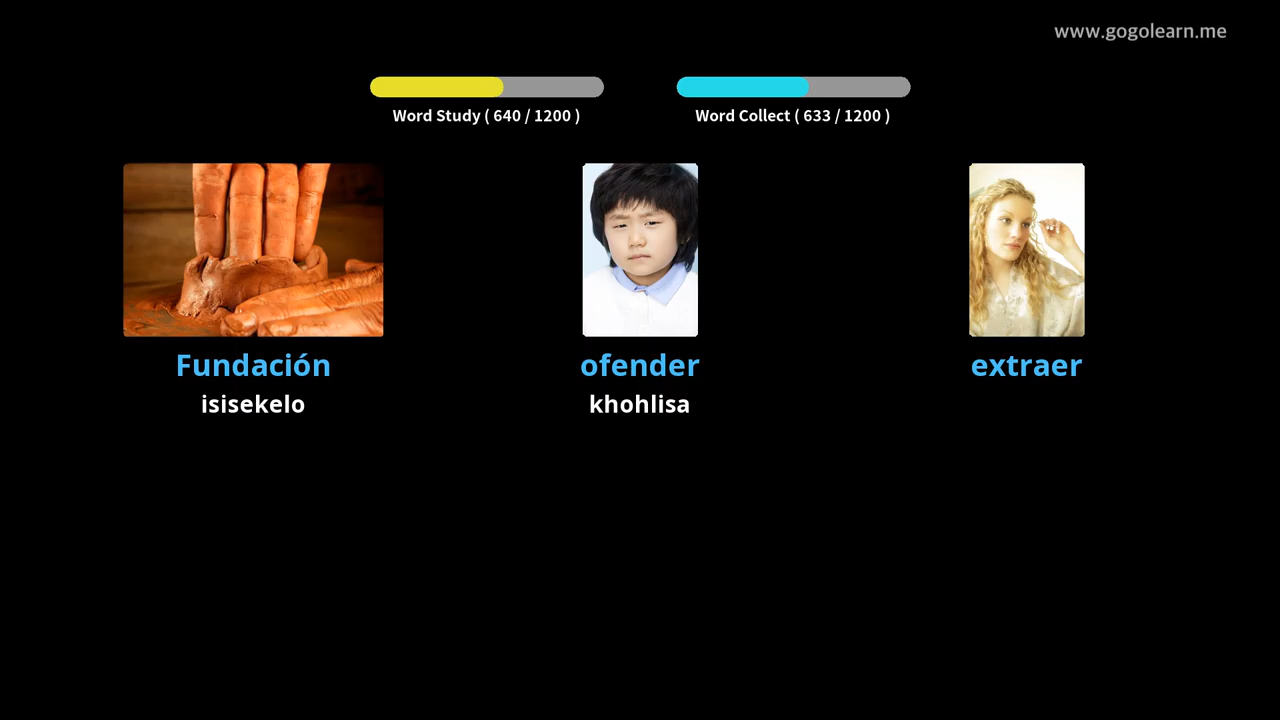 www.gogolearn.me
Word Study ( 640 / 1200 )
Word Collect ( 633 / 1200 )
Fundación
isisekelo
ofender
khohlisa
extraer